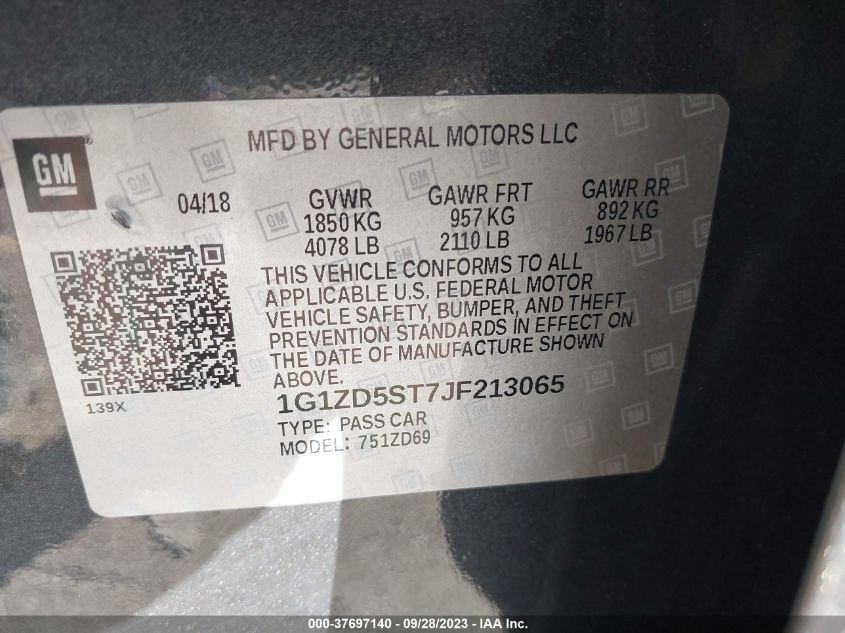 GM
MFD BY GENERAL MOTORS LLC
04/18
GVWR GAWR FRT GAWR RR
1850 KG 957 KG 892 KG
4078 LB 2110 LB 1967 LB
THIS VEHICLE CONFORMS TO ALL
APPLICABLE U.S. FEDERAL MOTOR
VEHICLE SAFETY, BUMPER, AND THEFT
PREVENTION STANDARDS IN EFFECT ON
THE DATE OF MANUFACTURE SHOWN
ABOVE.
1G1ZD5ST7JF213065
139X
TYPE: PASS CAR
MODEL: 751ZD69
000-37697140 - 09/28/2023 - IAA Inc.